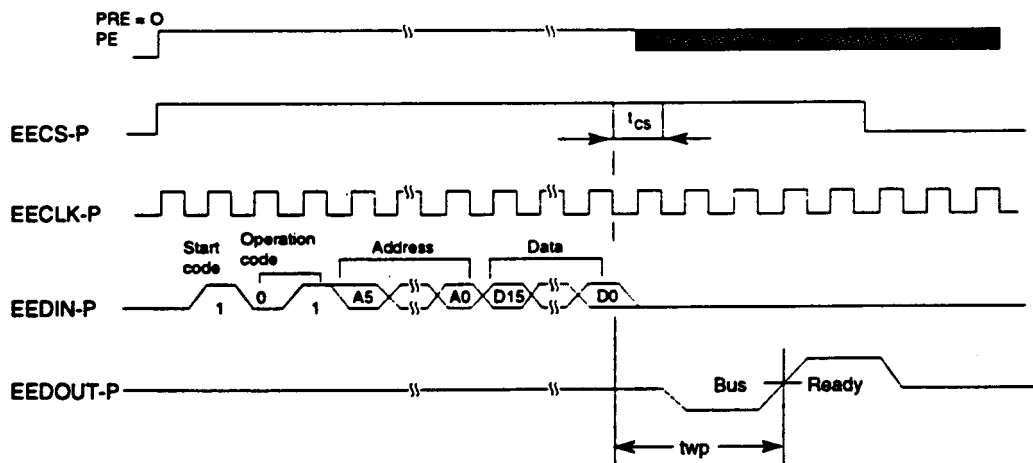 PRE = O
PE
EECS-P
tCS
EECLK-P
Start code
Operation code
Address
Data
EEDIN-P
1
0
1
A5
A0
D15
D0
EEDOUT-P
Bus
Ready
twp